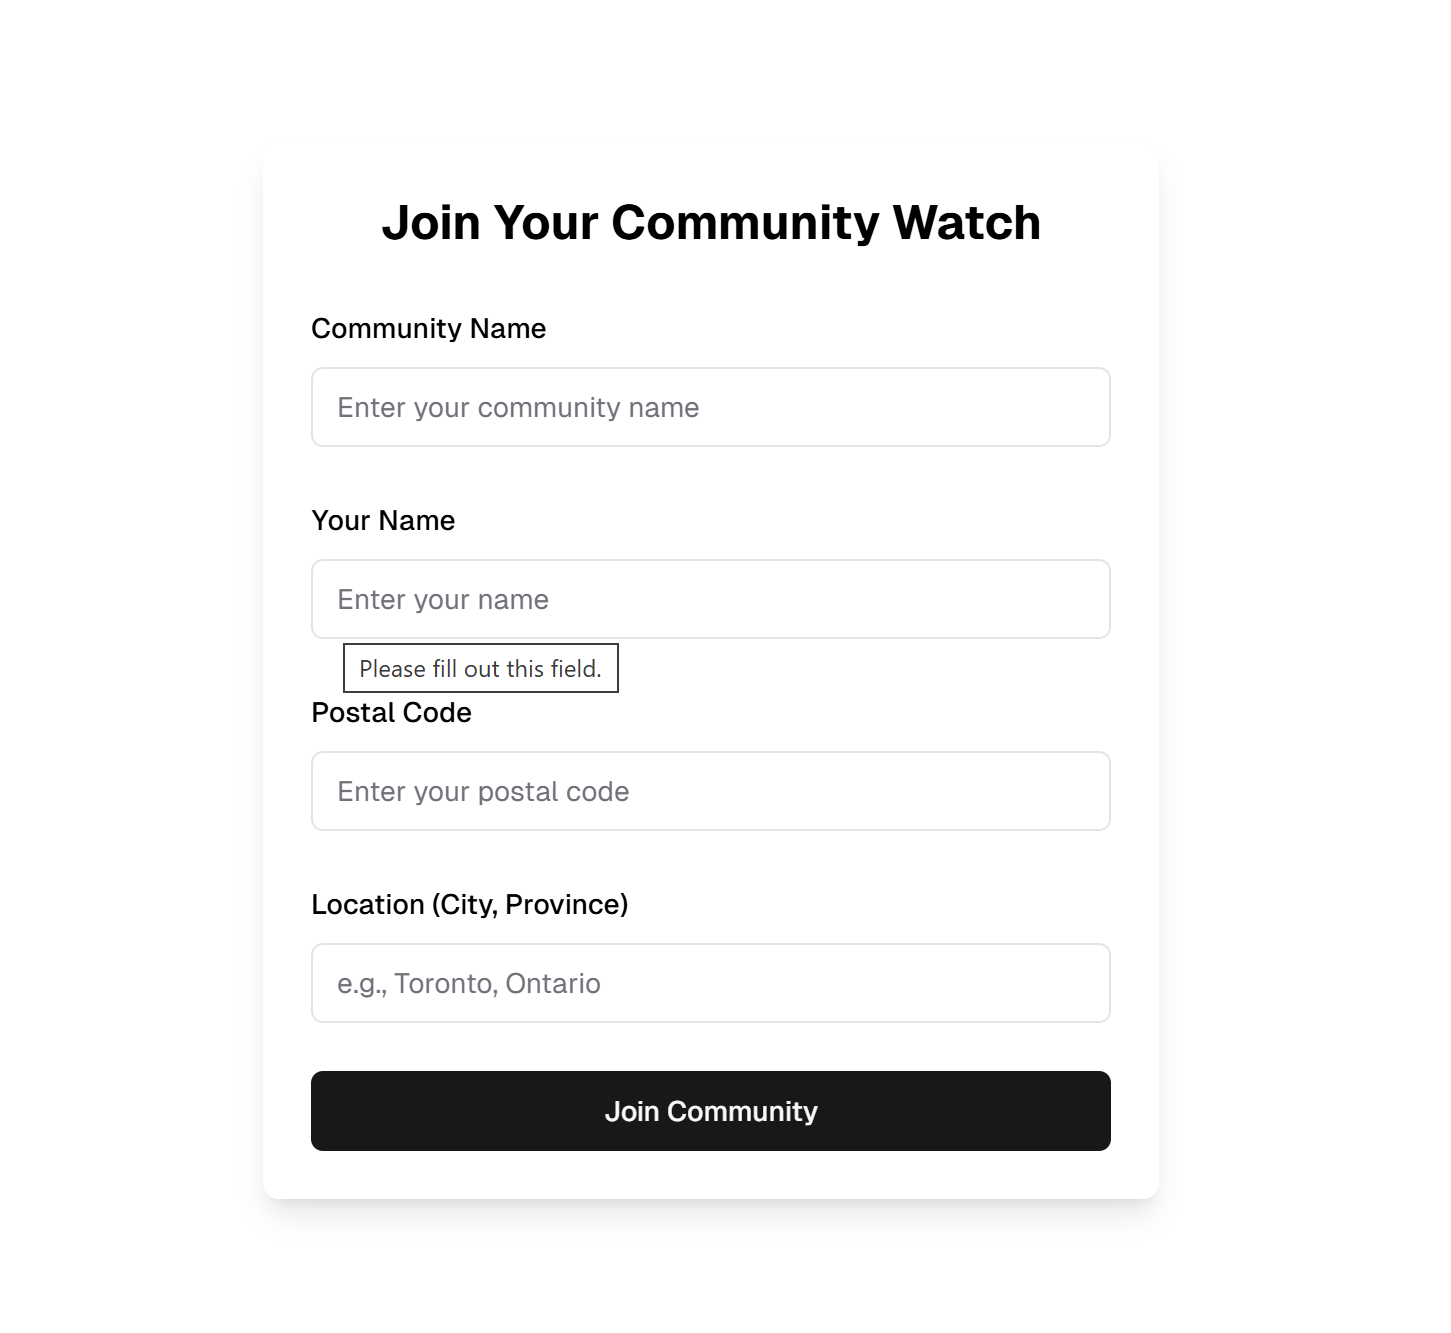 Join Your Community Watch
Community Name
Enter your community name
Your Name
Enter your name
Please fill out this field.
Postal Code
Enter your postal code
Location (City, Province)
e.g., Toronto, Ontario
Join Community